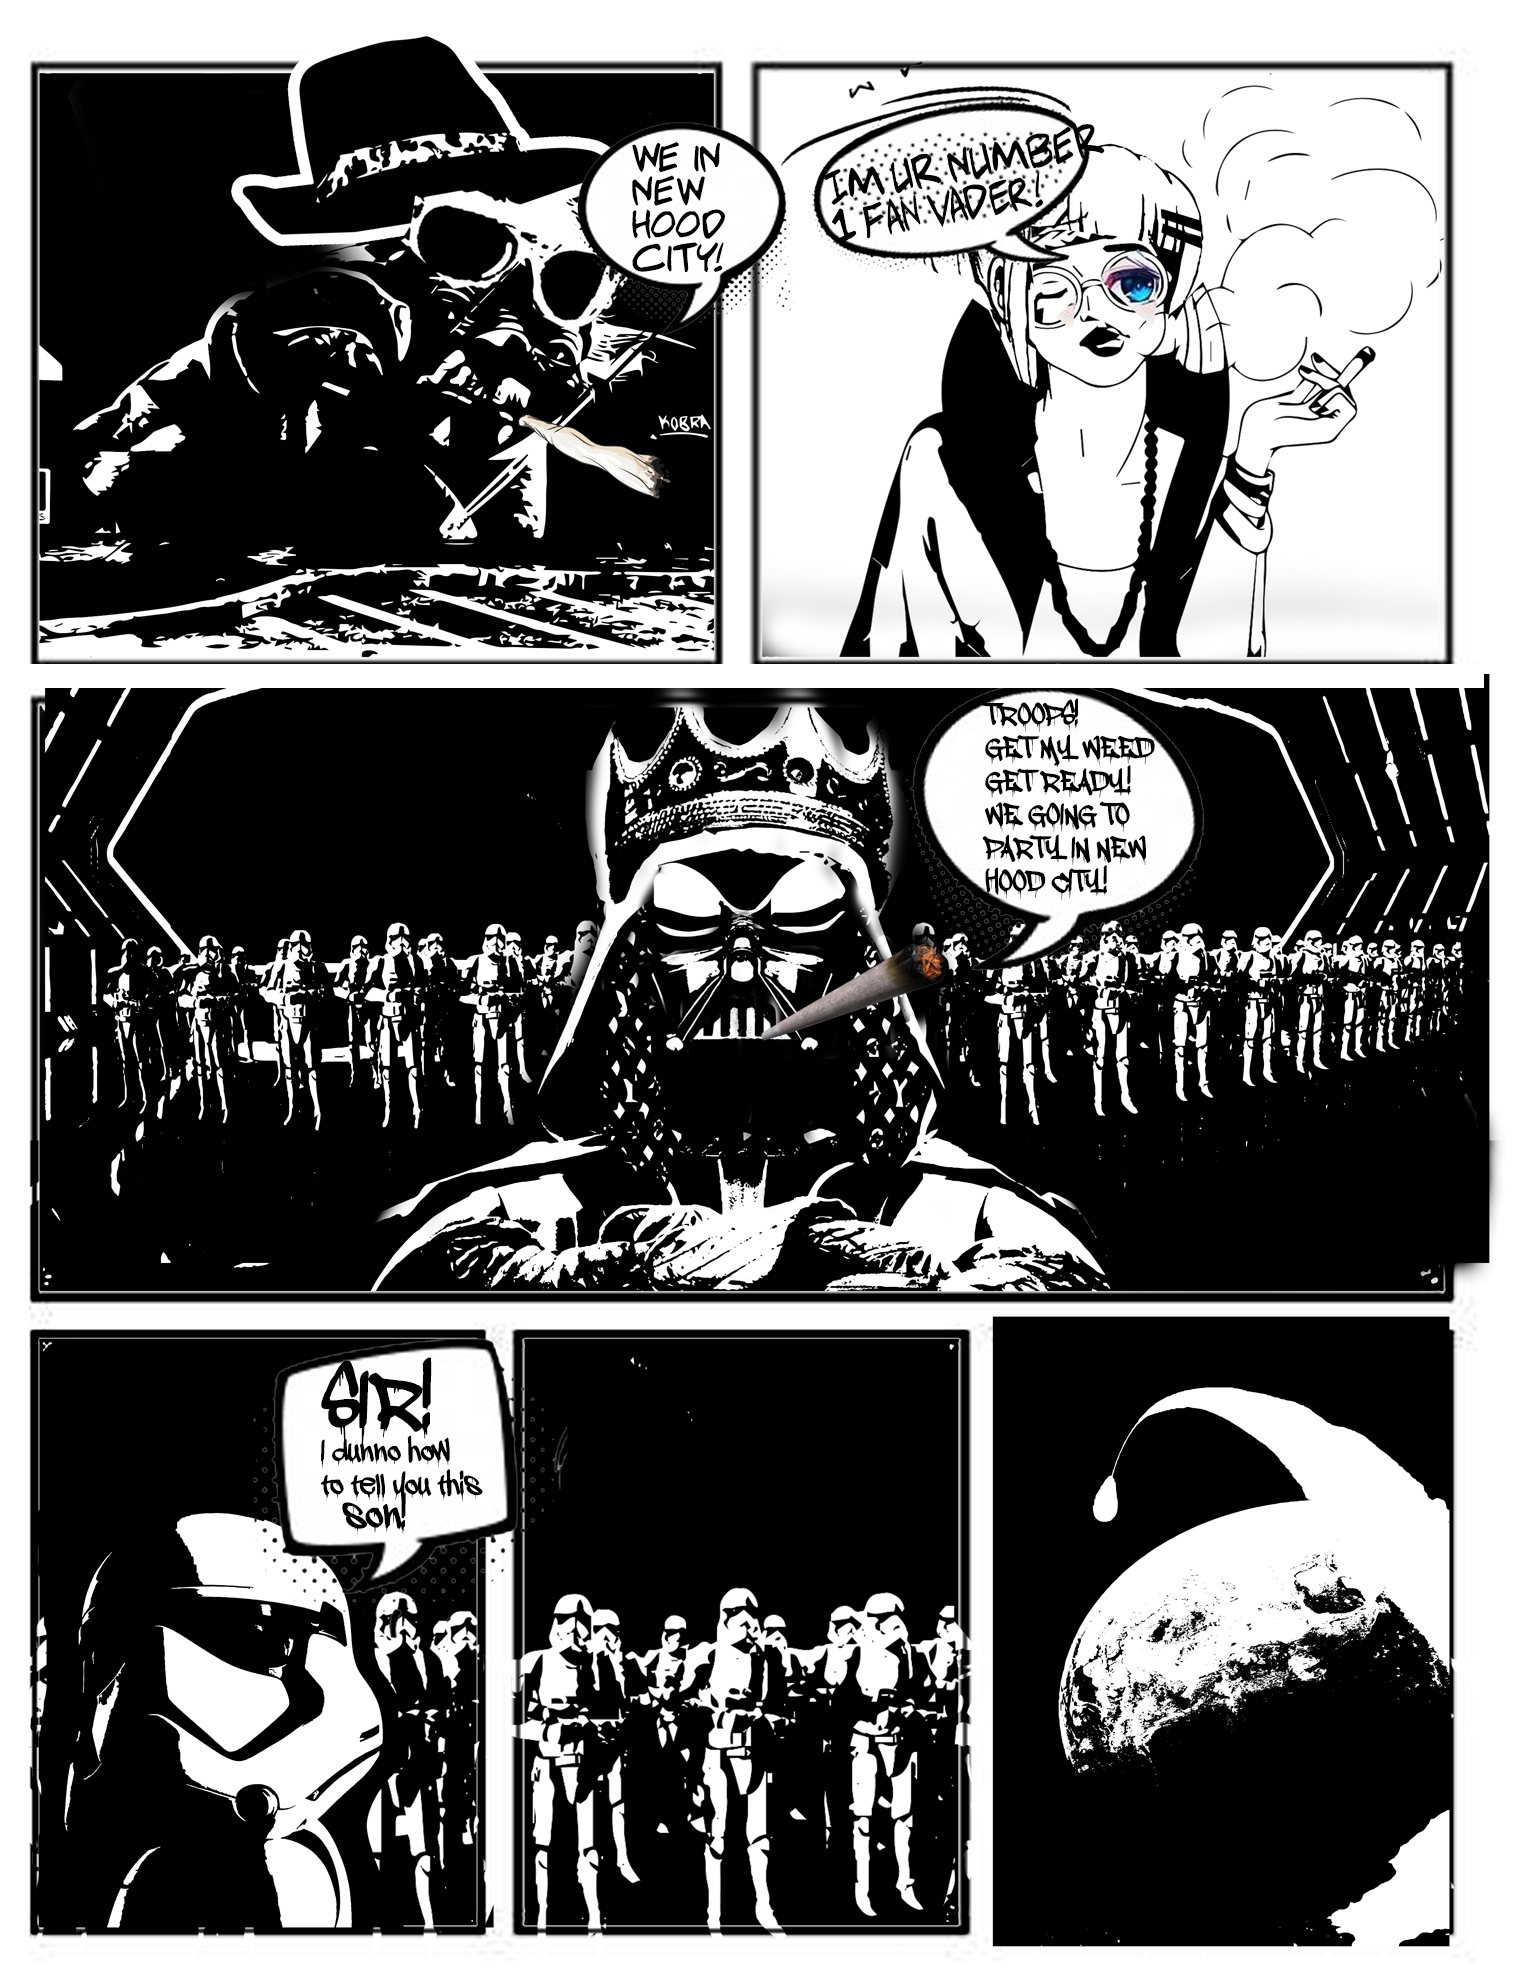 WE IN
NEW
HOOD
CITY!
KOBRA
S
IM UR NUMBER
1 FAN VADER!
TROOPS!
GET MY WEED
GET READY!
WE GOING TO
PARTY IN NEW
HOOD CITY!
SIR!
I dunno how
to tell you this
son!